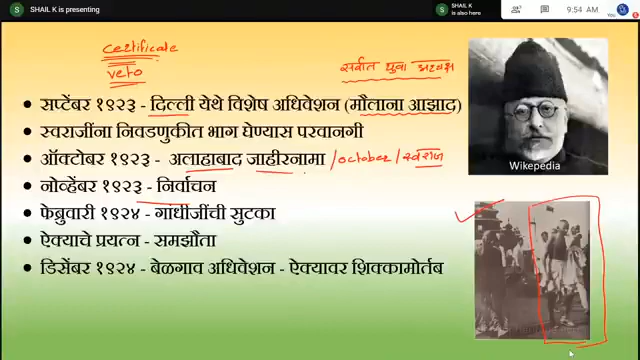 SHAIL K is presenting
SHAIL K
is also here
9:54 AM
You
certificate
veto
सर्वात युवा अध्यक्ष
सप्टेंबर १९२३ - दिल्ली येथे विशेष अधिवेशन (मौलाना आझाद)
स्वराजींना निवडणुकीत भाग घेण्यास परवानगी
ऑक्टोबर १९२३ - अलाहाबाद जाहीरनामा /october/स्वराज
नोव्हेंबर १९२३ - निर्वाचन
फेब्रुवारी १९२४ - गांधीजींची सुटका
ऐक्याचे प्रयत्न - समझौता
डिसेंबर १९२४ - बेळगाव अधिवेशन - ऐक्यावर शिक्कामोर्तब
Wikepedia